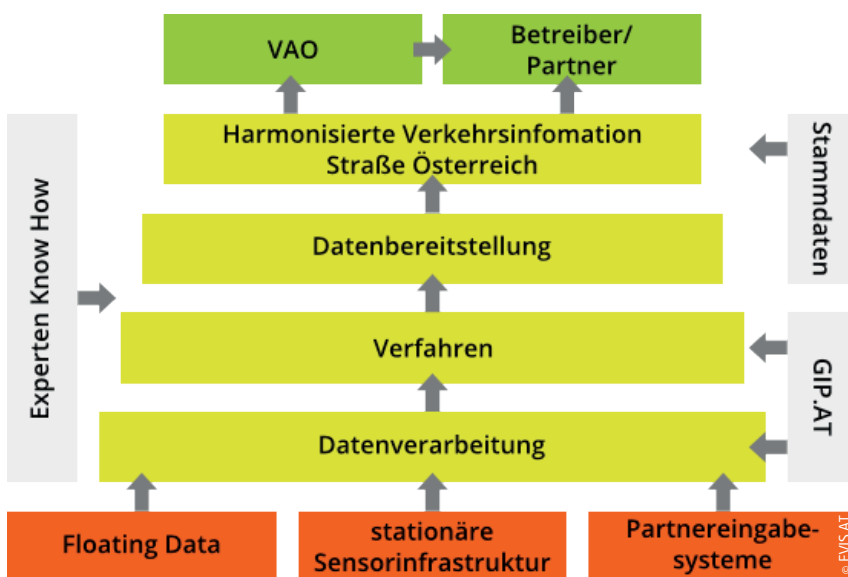 VAO
Betreiber/
Partner
Harmonisierte Verkehrsinfomation
Straße Österreich
Stammdaten
Experten Know How
Datenbereitstellung
Verfahren
GIP.AT
Datenverarbeitung
Floating Data
stationäre
Sensorinfrastruktur
Partnereingabe-
systeme
© EVIS.AT